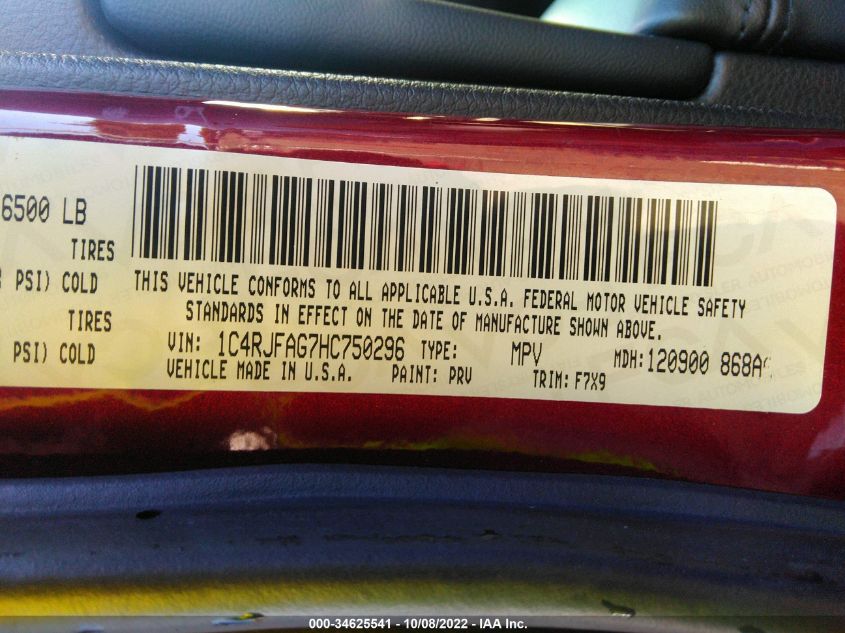 6500 LB
TIRES
PSI) COLD
TIRES
PSI) COLD
THIS VEHICLE CONFORMS TO ALL APPLICABLE U.S.A. FEDERAL MOTOR VEHICLE SAFETY
STANDARDS IN EFFECT ON THE DATE OF MANUFACTURE SHOWN ABOVE.
VIN: 1C4RJFAG7HC750296 TYPE: MPV MDH: 120900 868A
VEHICLE MADE IN U.S.A. PAINT: PRV TRIM: F7X9
000-34625541 - 10/08/2022 - IAA Inc.